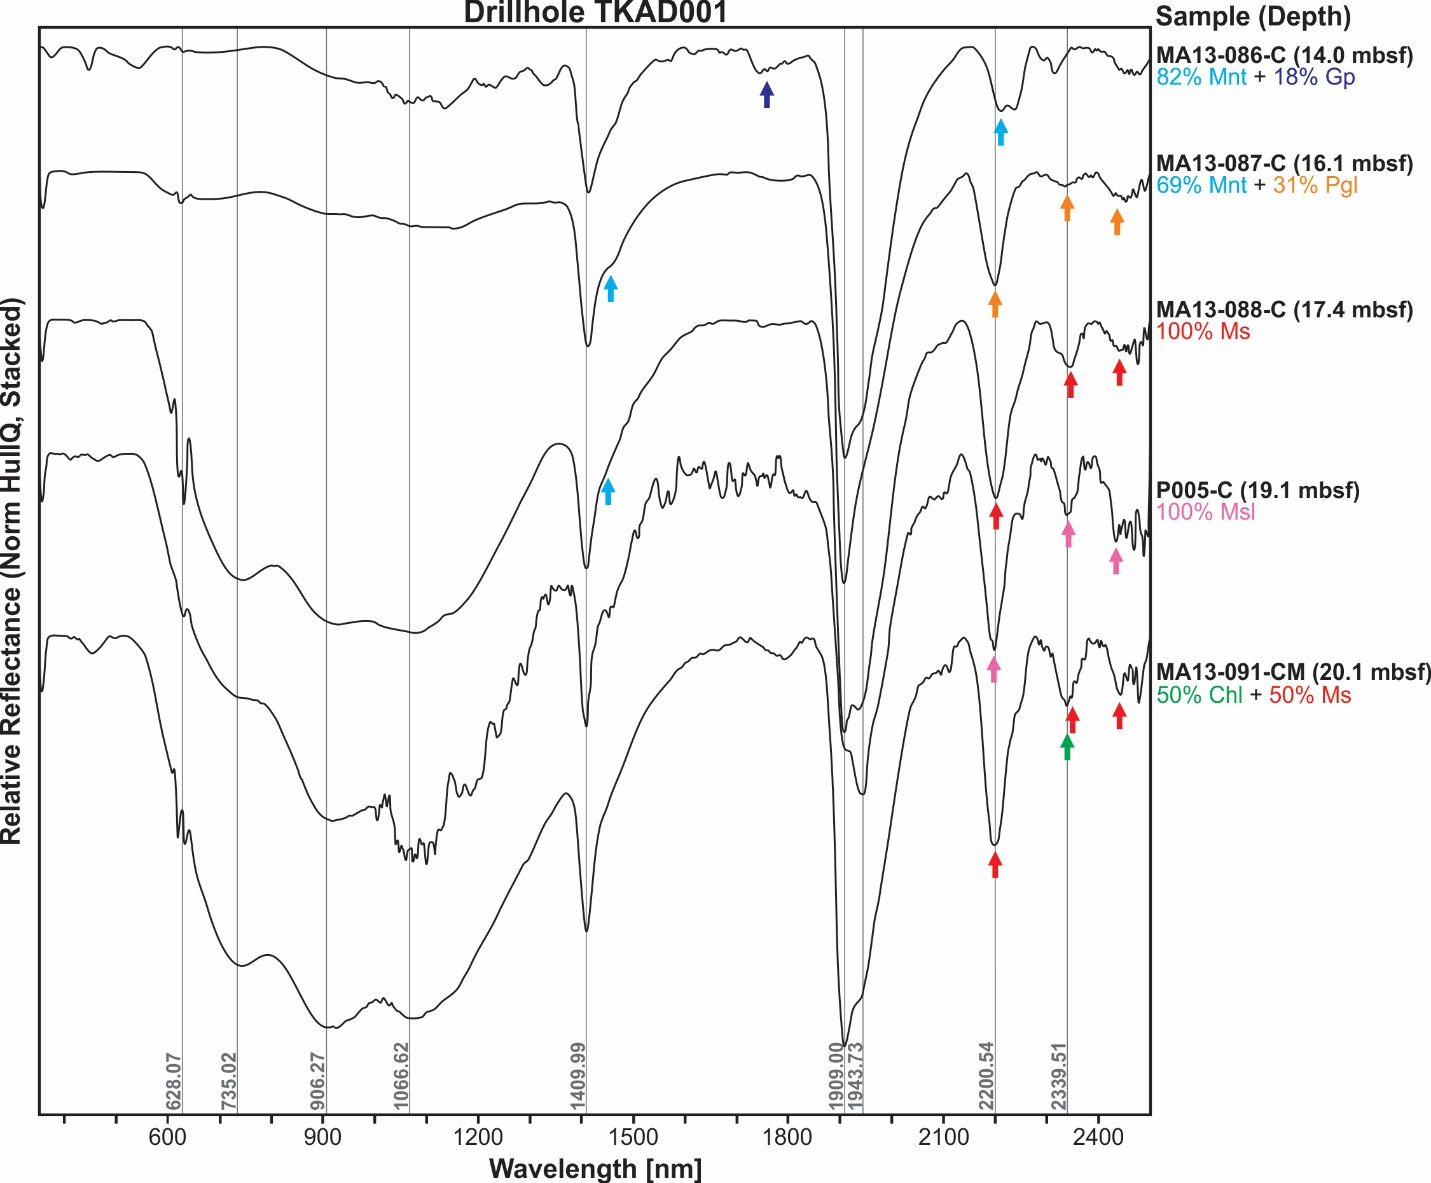 Drillhole TKAD001
Sample (Depth)
MA13-086-C (14.0 mbsf)
82% Mnt + 18% Gp
MA13-087-C (16.1 mbsf)
69% Mnt + 31% Pgl
MA13-088-C (17.4 mbsf)
100% Ms
P005-C (19.1 mbsf)
100% Msl
MA13-091-CM (20.1 mbsf)
50% Chl + 50% Ms
Relative Reflectance (Norm HullQ, Stacked)
628.07
735.02
906.27
1066.62
1409.99
1909.00
1943.73
2200.54
2339.51
600 900 1200 1500 1800 2100 2400
Wavelength [nm]